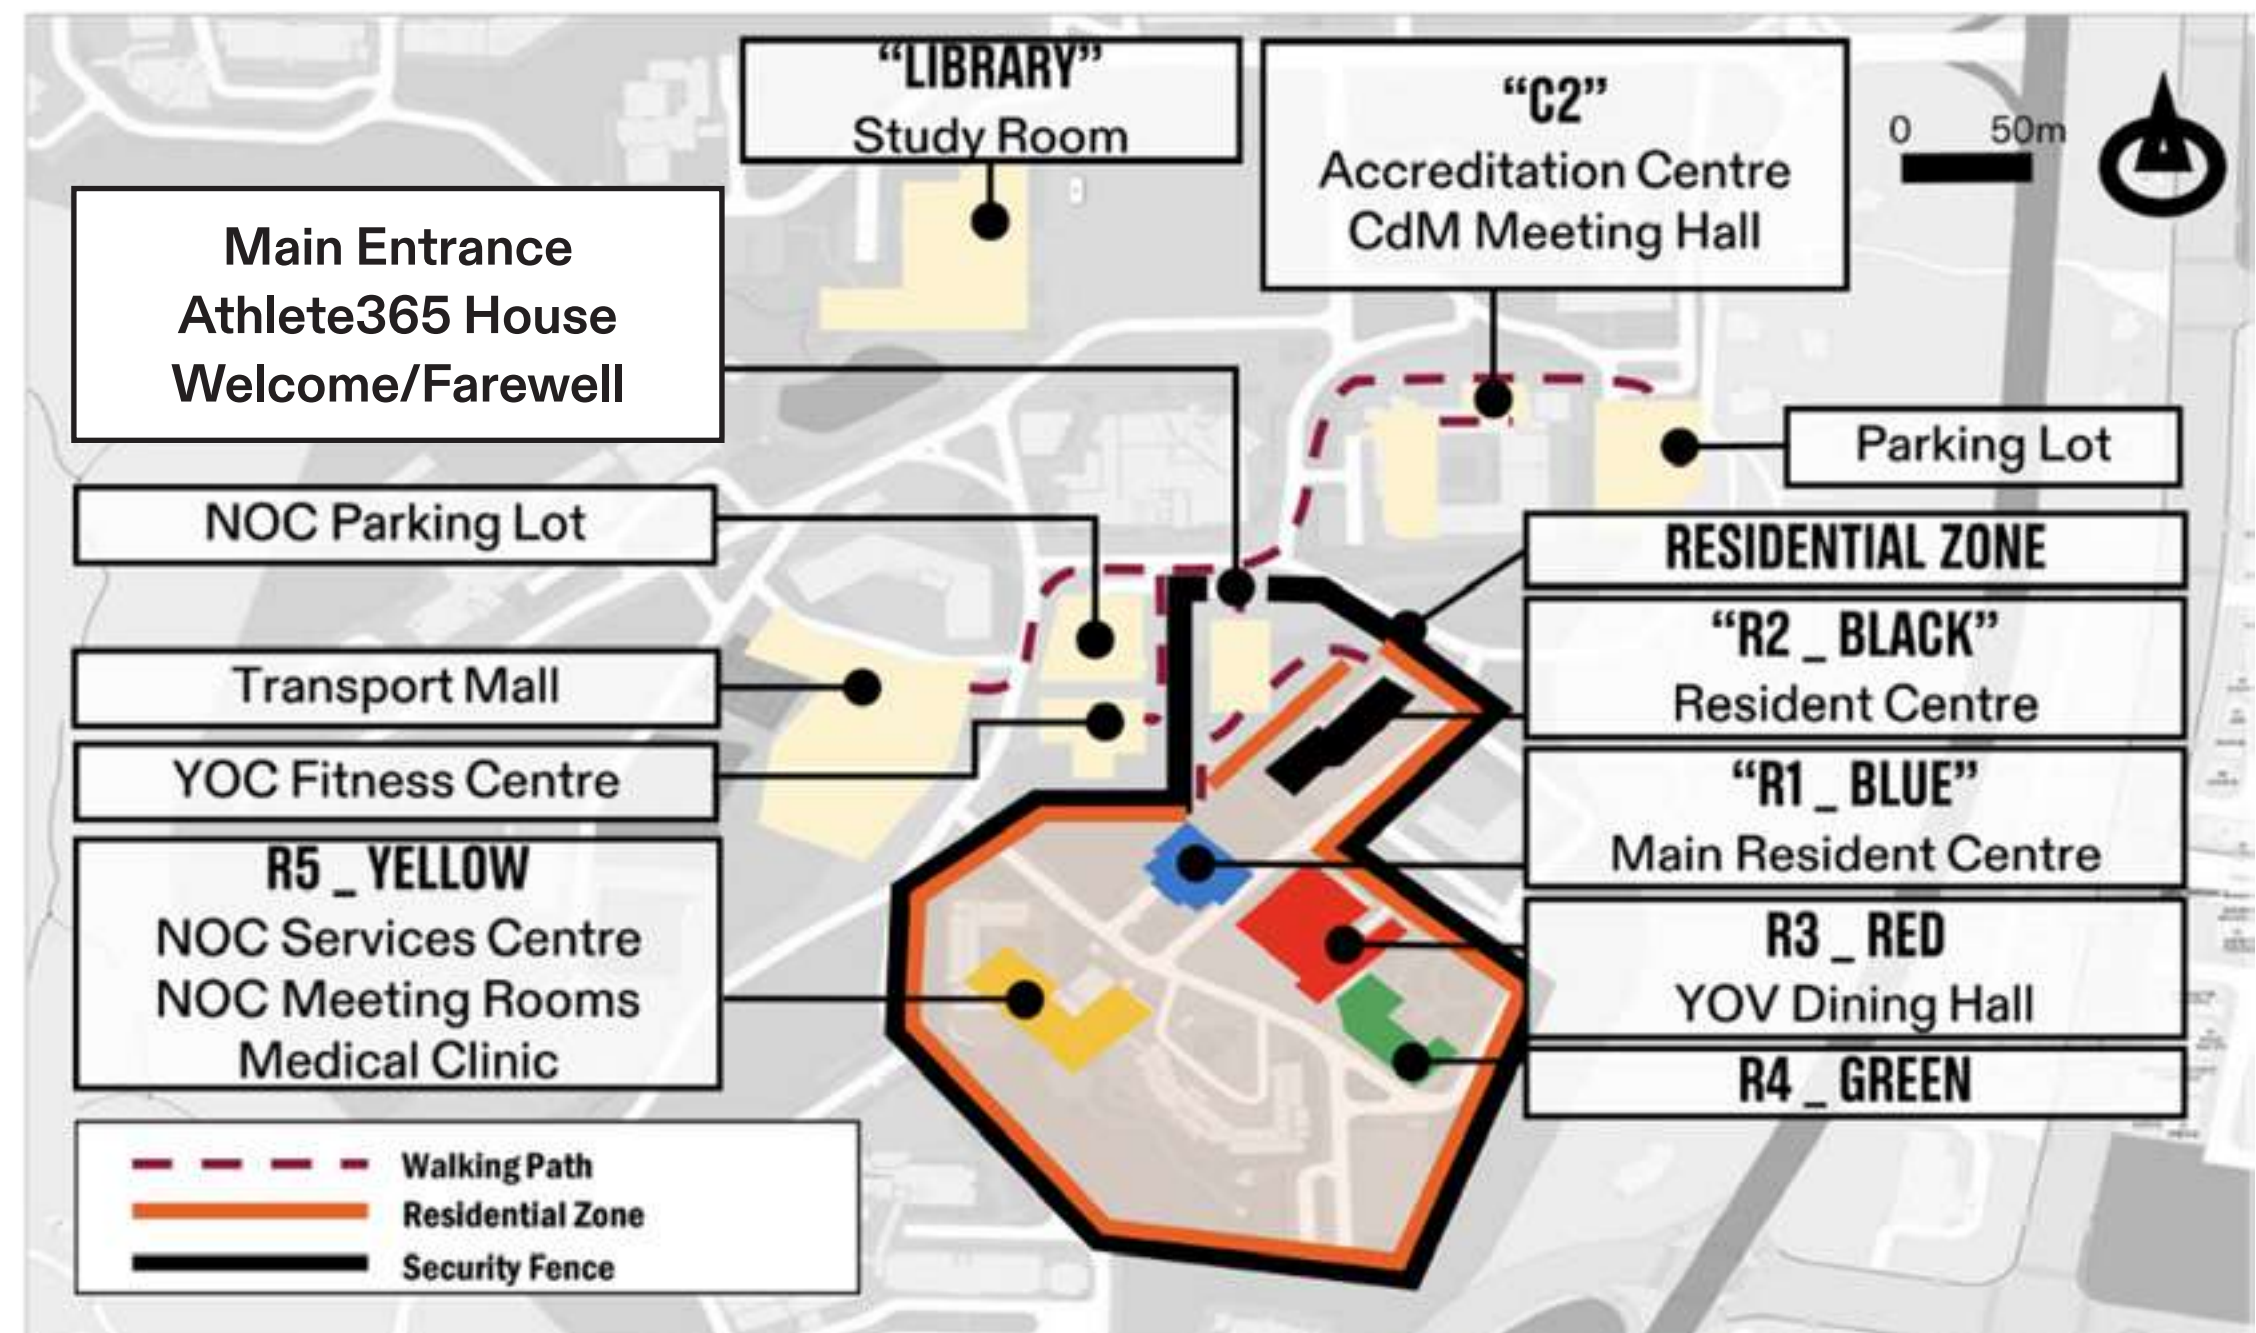 “LIBRARY”
Study Room
“C2”
Accreditation Centre
CdM Meeting Hall
0 50m
Main Entrance
Athlete365 House
Welcome/Farewell
Parking Lot
NOC Parking Lot
RESIDENTIAL ZONE
“R2 _ BLACK”
Resident Centre
Transport Mall
YOC Fitness Centre
“R1 _ BLUE”
Main Resident Centre
R5 _ YELLOW
NOC Services Centre
NOC Meeting Rooms
Medical Clinic
R3 _ RED
YOV Dining Hall
R4 _ GREEN
Walking Path
Residential Zone
Security Fence